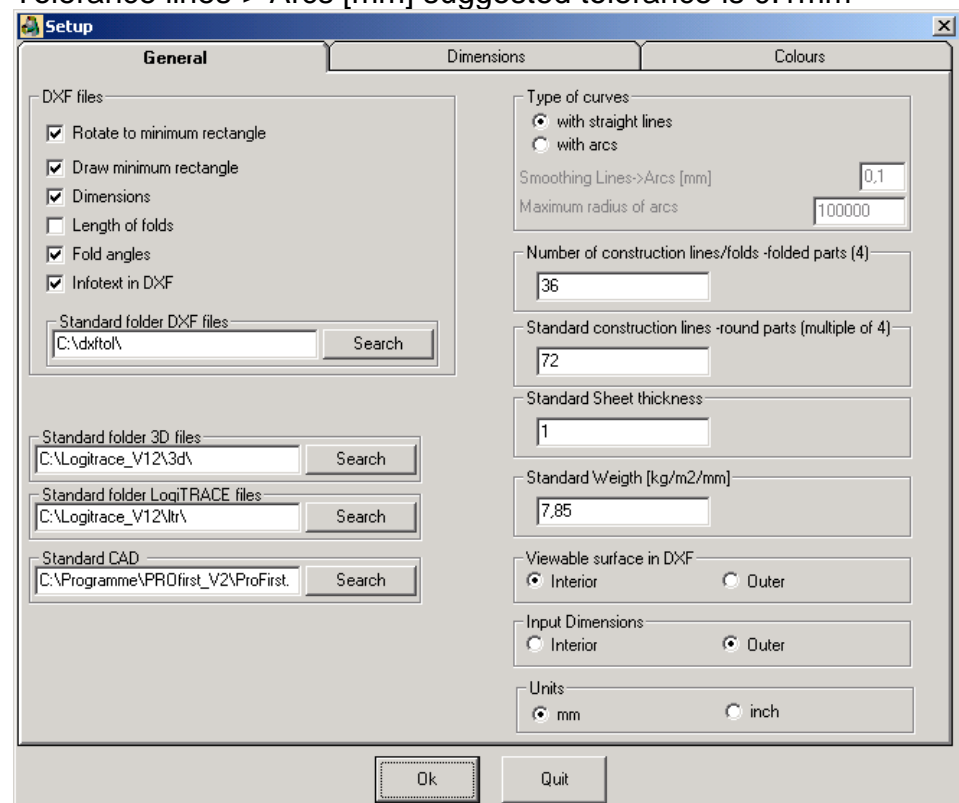 Tolerance lines-> Arcs [mm] suggested tolerance is 0.1mm
Setup
General
Dimensions
Colours
DXF files
Rotate to minimum rectangle
Draw minimum rectangle
Dimensions
Length of folds
Fold angles
Infotext in DXF
Standard folder DXF files
C:\dxftol\ Search
Standard folder 3D files
C:\Logitrace_V12\3d\ Search
Standard folder LogiTRACE files
C:\Logitrace_V12\ltr\ Search
Standard CAD
C:\Programme\PROfirst_V2\ProFirst. Search
Type of curves
with straight lines
with arcs
Smoothing Lines->Arcs [mm] 0,1
Maximum radius of arcs 100000
Number of construction lines/folds -folded parts (4)
36
Standard construction lines -round parts (multiple of 4)
72
Standard Sheet thickness
1
Standard Weigth [kg/m2/mm]
7,85
Viewable surface in DXF
Interior Outer
Input Dimensions
Interior Outer
Units
mm inch
Ok Quit